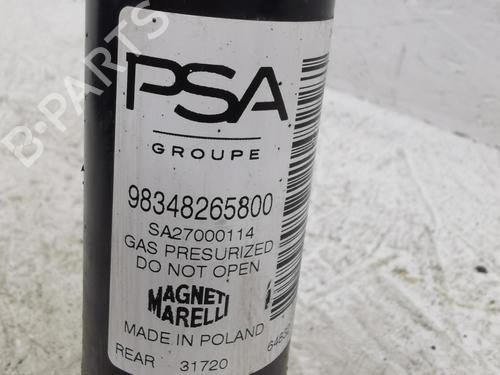 PSA
GROUPE
98348265800
SA27000114
GAS PRESURIZED
DO NOT OPEN
MAGNETI
MARELLI
MADE IN POLAND
REAR 31720
B-PARTS